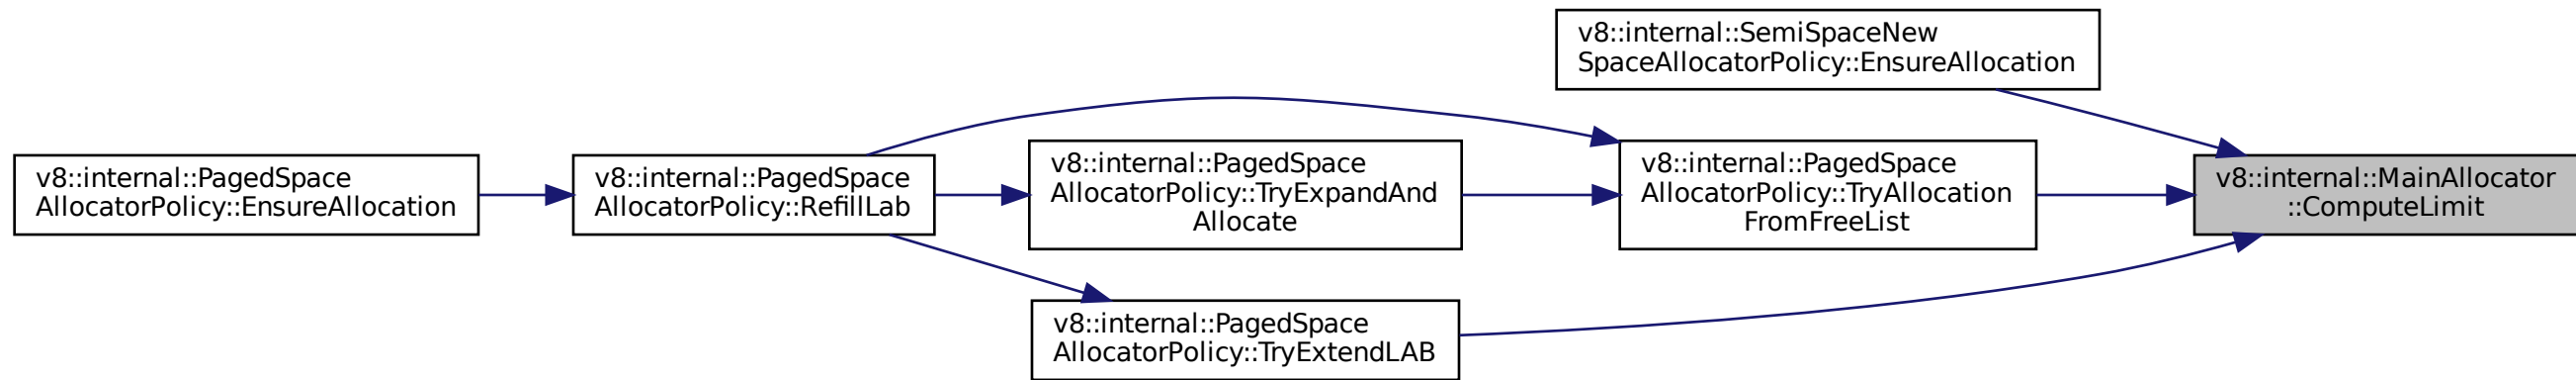 v8::internal::SemiSpaceNew
SpaceAllocatorPolicy::EnsureAllocation
v8::internal::PagedSpace
AllocatorPolicy::EnsureAllocation
v8::internal::PagedSpace
AllocatorPolicy::RefillLab
v8::internal::PagedSpace
AllocatorPolicy::TryExpandAnd
Allocate
v8::internal::PagedSpace
AllocatorPolicy::TryAllocation
FromFreeList
v8::internal::MainAllocator
::ComputeLimit
v8::internal::PagedSpace
AllocatorPolicy::TryExtendLAB